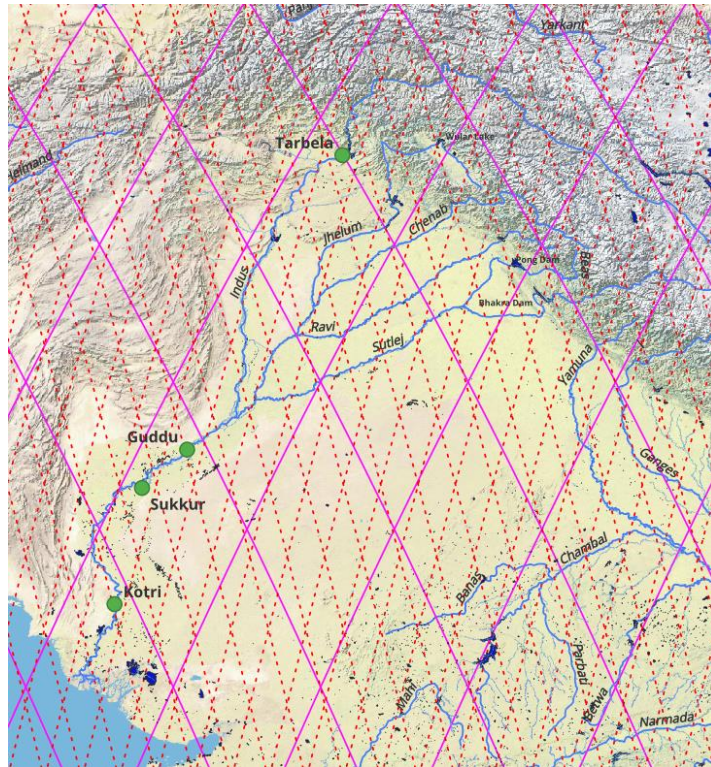 Yarkant
Tarbela
Wular Lake
Helmand
Jhelum
Chenab
Indus
Pong Dam
Beas
Bhakra Dam
Ravi
Sutlej
Yamuna
Guddu
Ganges
Sukkur
Chambal
Banas
Kotri
Parbati
Mahi
Betwa
Narmada